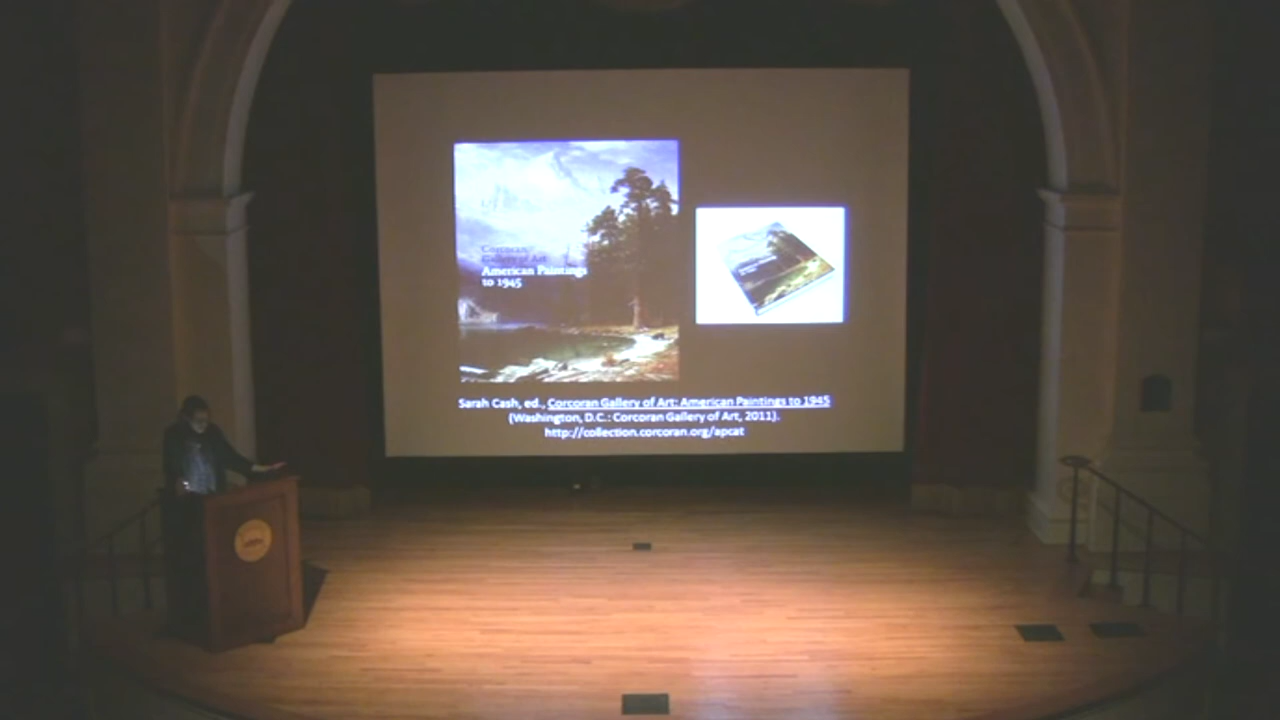 Corcoran
Gallery of Art
American Paintings
to 1945
Sarah Cash, ed., Corcoran Gallery of Art: American Paintings to 1945
(Washington, D.C.: Corcoran Gallery of Art, 2011).
http://collection.corcoran.org/apcat